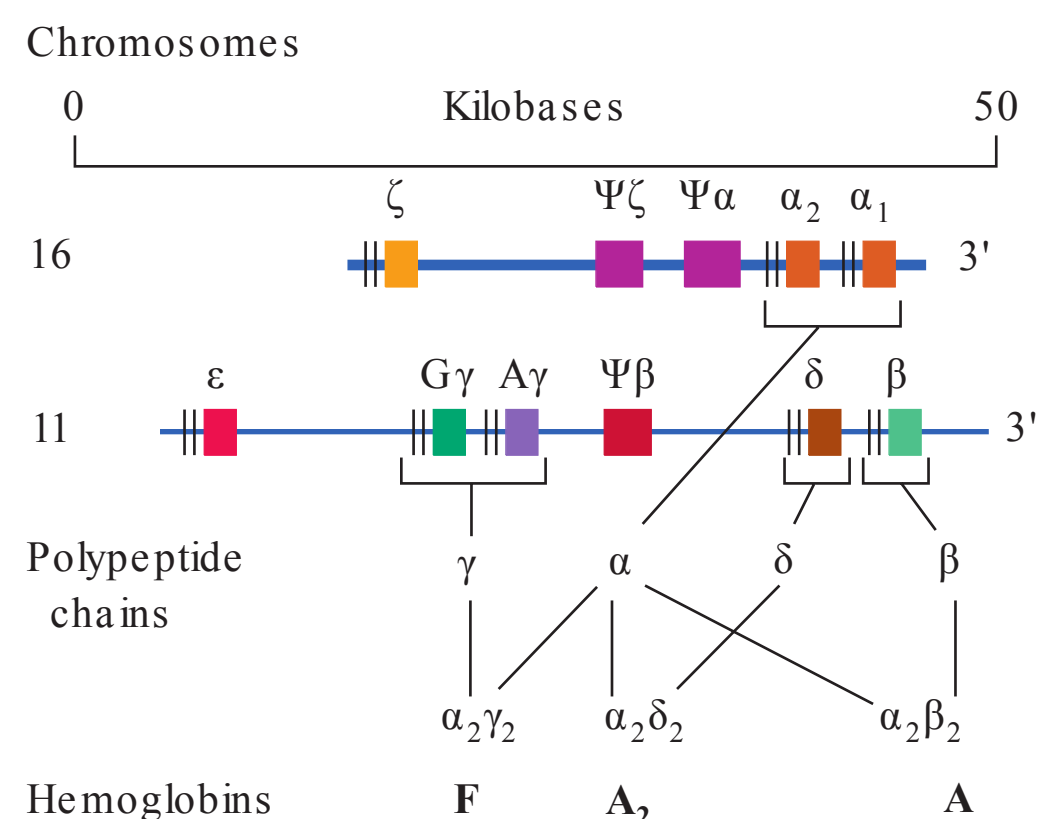 Chromosomes
0 Kilobases 50
ζ Ψζ Ψα α₂ α₁
16 3'
ε Gγ Aγ Ψβ δ β
11 3'
Polypeptide
chains
γ α δ β
α₂γ₂ α₂δ₂ α₂β₂
Hemoglobins F A₂ A